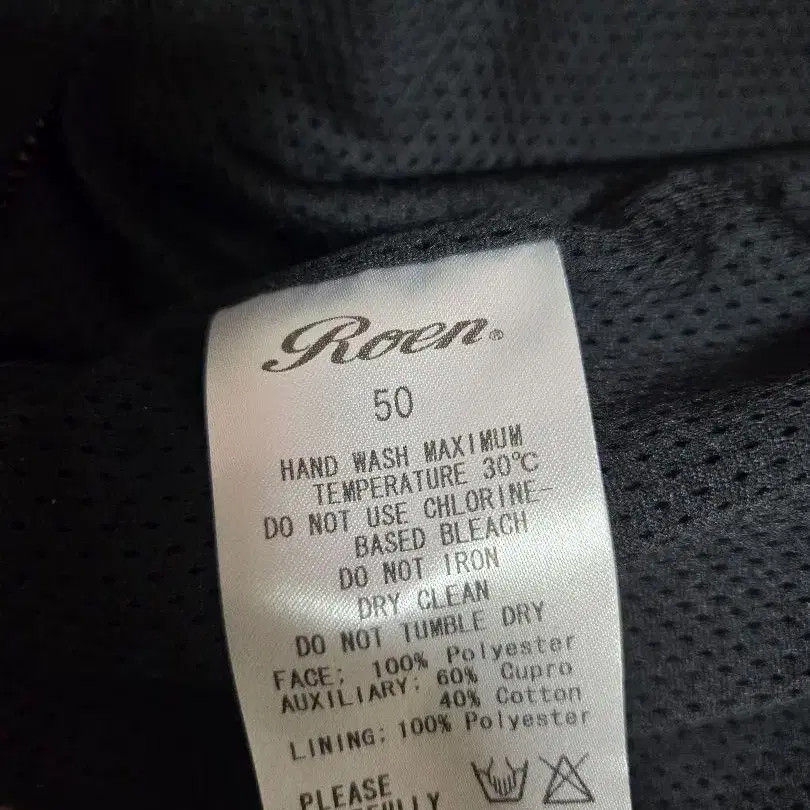 Roen®
50
HAND WASH MAXIMUM
TEMPERATURE 30℃
DO NOT USE CHLORINE-
BASED BLEACH
DO NOT IRON
DRY CLEAN
DO NOT TUMBLE DRY
FACE: 100% Polyester
AUXILIARY: 60% Cupro
40% Cotton
LINING: 100% Polyester
PLEASE